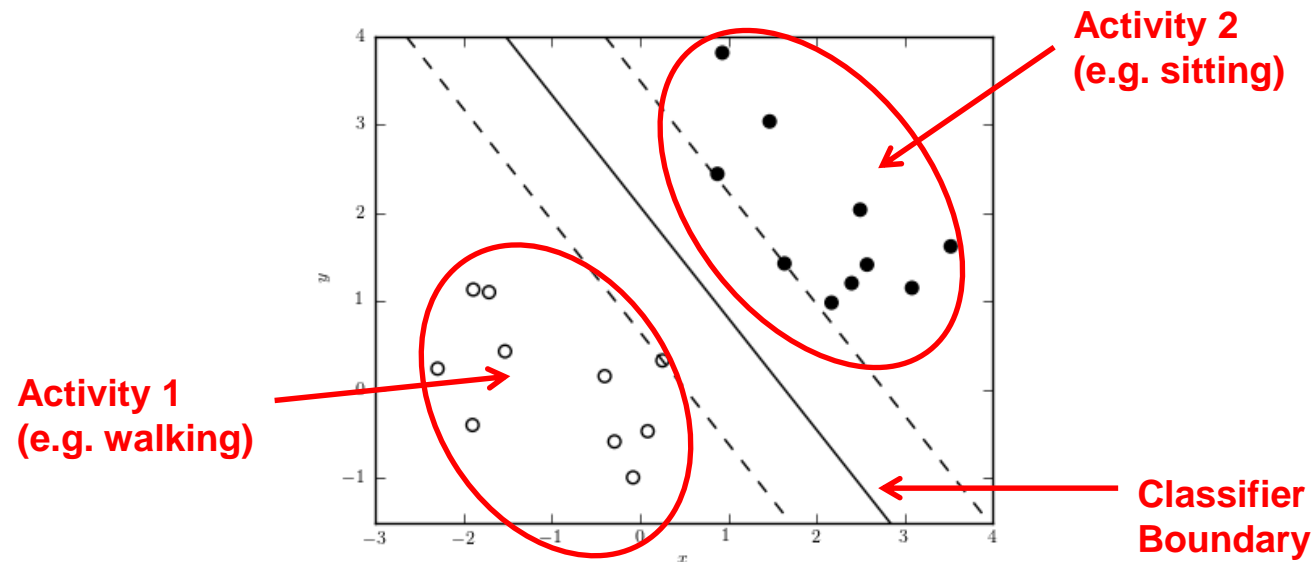 Activity 2
(e.g. sitting)
4
3
2
1
0
−1
y
−3
−2
−1
0
1
2
3
4
x
Activity 1
(e.g. walking)
Classifier
Boundary